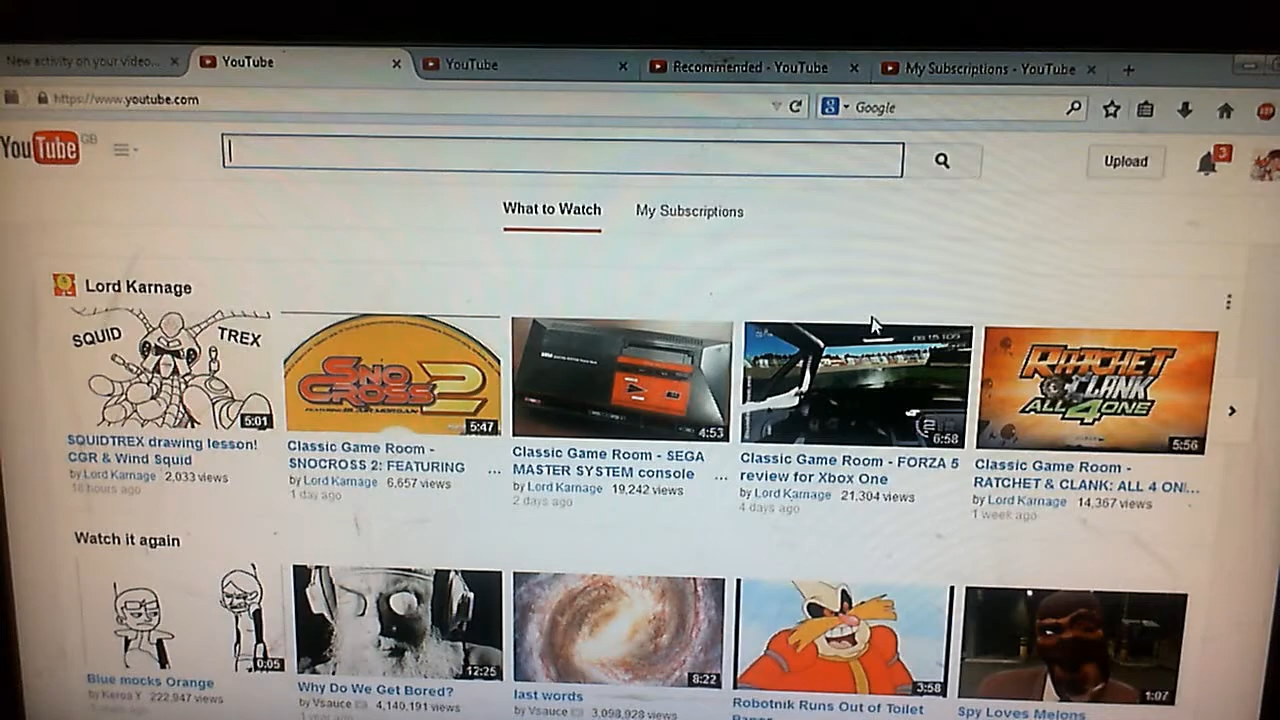 New activity on your video...
YouTube
YouTube
Recommended - YouTube
My Subscriptions - YouTube
https://www.youtube.com
Google
YouTube GB
Upload
3
What to Watch
My Subscriptions
Lord Karnage
SQUID TREX
5:01
SNO CROSS 2
5:47
4:53
6:58
RATCHET CLANK ALL 4 ONE
5:56
SQUIDTREX drawing lesson!
CGR & Wind Squid
by Lord Karnage 2,033 views
18 hours ago
Classic Game Room -
SNOCROSS 2: FEATURING ...
by Lord Karnage 6,657 views
1 day ago
Classic Game Room - SEGA
MASTER SYSTEM console ...
by Lord Karnage 19,242 views
2 days ago
Classic Game Room - FORZA 5
review for Xbox One
by Lord Karnage 21,304 views
4 days ago
Classic Game Room -
RATCHET & CLANK: ALL 4 ON...
by Lord Karnage 14,367 views
1 week ago
Watch it again
0:05
12:25
8:22
3:58
1:07
Blue mocks Orange
by Keroa Y 222,947 views
Why Do We Get Bored?
by Vsauce 4,140,191 views
1 year ago
last words
by Vsauce 3,098,928 views
Robotnik Runs Out of Toilet
Spy Loves Melons